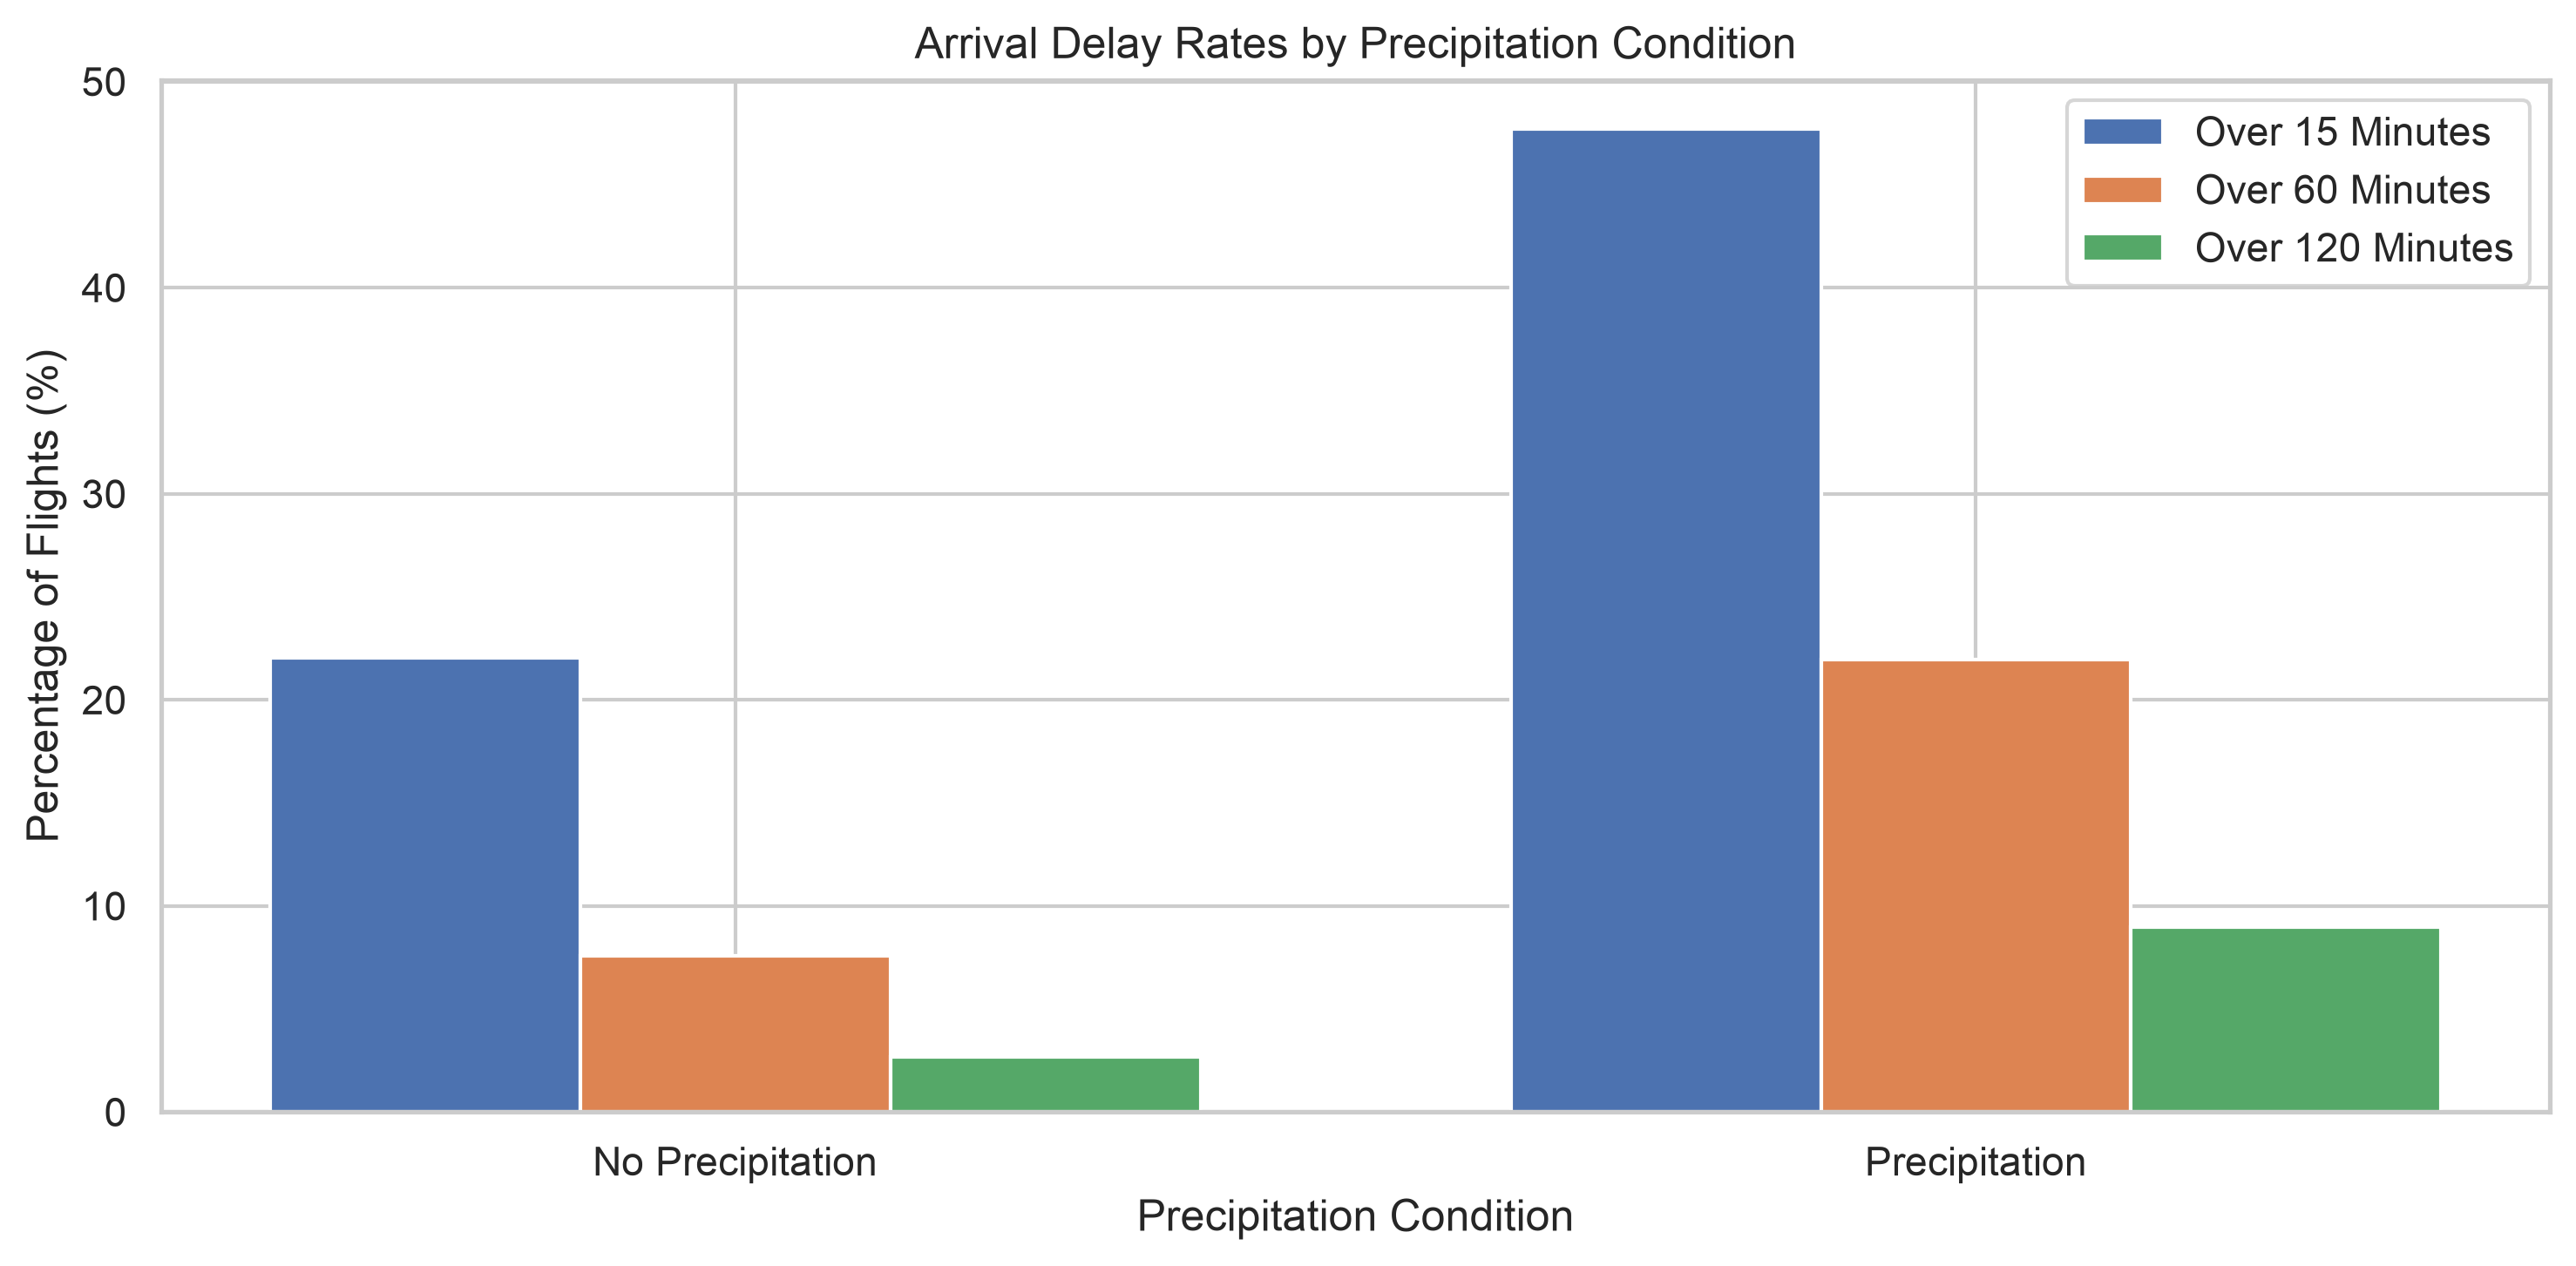 Arrival Delay Rates by Precipitation Condition
50
40
30
20
10
0
Percentage of Flights (%)
Over 15 Minutes
Over 60 Minutes
Over 120 Minutes
No Precipitation
Precipitation
Precipitation Condition